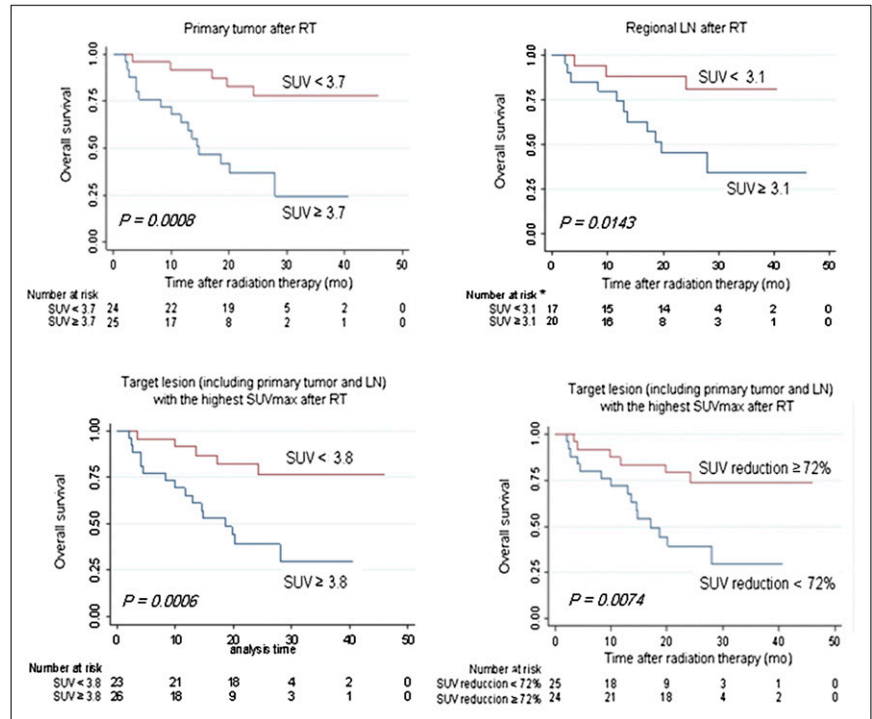 Primary tumor after RT
Overall survival
1.00
0.75
0.50
0.25
0.00
SUV < 3.7
SUV ≥ 3.7
P = 0.0008
0 10 20 30 40 50
Time after radiation therapy (mo)
Number at risk
SUV < 3.7 24 22 19 5 2 0
SUV ≥ 3.7 25 17 8 2 1 0
Regional LN after RT
Overall survival
1.00
0.75
0.50
0.25
0.00
SUV < 3.1
SUV ≥ 3.1
P = 0.0143
0 10 20 30 40 50
Time after radiation therapy (mo)
Number at risk *
SUV < 3.1 17 15 14 4 2 0
SUV ≥ 3.1 20 16 8 3 1 0
Target lesion (including primary tumor and LN)
with the highest SUVmax after RT
Overall survival
1.00
0.75
0.50
0.25
0.00
SUV < 3.8
SUV ≥ 3.8
P = 0.0006
0 10 20 30 40 50
analysis time
Number at risk
SUV < 3.8 23 21 18 4 2 0
SUV ≥ 3.8 26 18 9 3 1 0
Target lesion (including primary tumor and LN)
with the highest SUVmax after RT
Overall survival
1.00
0.75
0.50
0.25
0.00
SUV reduction ≥ 72%
SUV reduction < 72%
P = 0.0074
0 10 20 30 40 50
Time after radiation therapy (mo)
Number at risk
SUV reduccion < 72% 25 18 9 3 1 0
SUV reduction ≥ 72% 24 21 18 4 2 0